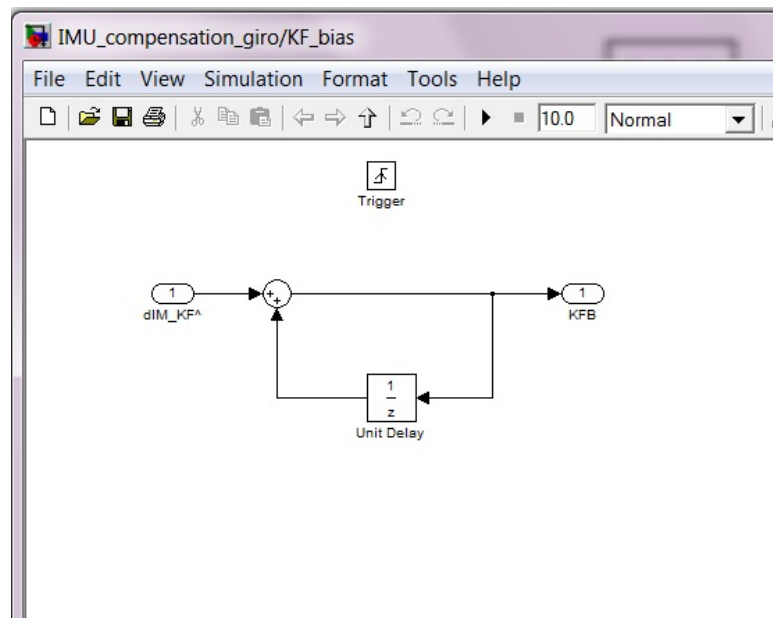 IMU_compensation_giro/KF_bias
File Edit View Simulation Format Tools Help
10.0 Normal
Trigger
1
dIM_KF^
+
+
1
KFB
1
z
Unit Delay